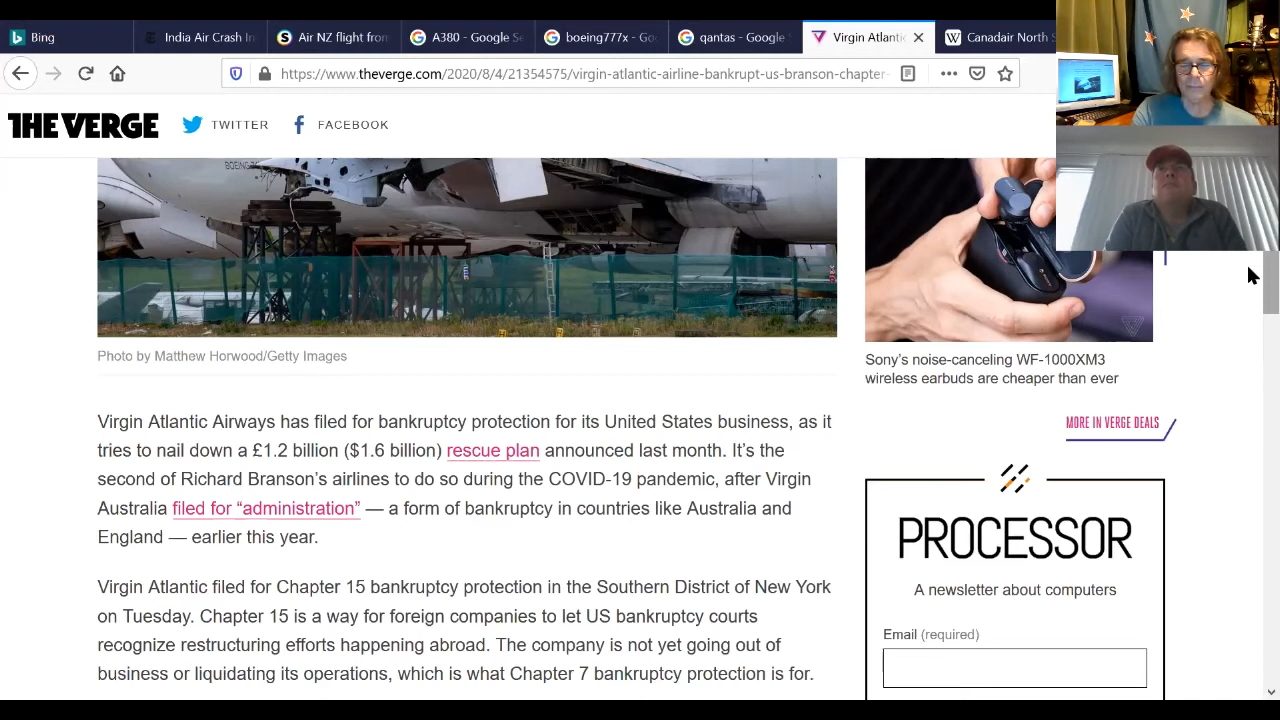 Bing
India Air Crash In
Air NZ flight from
A380 - Google Se
boeing777x - Go
qantas - Google S
Virgin Atlantic
Canadair North S
https://www.theverge.com/2020/8/4/21354575/virgin-atlantic-airline-bankrupt-us-branson-chapter-
THE VERGE
TWITTER
FACEBOOK
BOEING
Photo by Matthew Horwood/Getty Images
Virgin Atlantic Airways has filed for bankruptcy protection for its United States business, as it
tries to nail down a £1.2 billion ($1.6 billion) rescue plan announced last month. It’s the
second of Richard Branson’s airlines to do so during the COVID-19 pandemic, after Virgin
Australia filed for “administration” — a form of bankruptcy in countries like Australia and
England — earlier this year.
Virgin Atlantic filed for Chapter 15 bankruptcy protection in the Southern District of New York
on Tuesday. Chapter 15 is a way for foreign companies to let US bankruptcy courts
recognize restructuring efforts happening abroad. The company is not yet going out of
business or liquidating its operations, which is what Chapter 7 bankruptcy protection is for.
Sony’s noise-canceling WF-1000XM3
wireless earbuds are cheaper than ever
MORE IN VERGE DEALS
PROCESSOR
A newsletter about computers
Email (required)